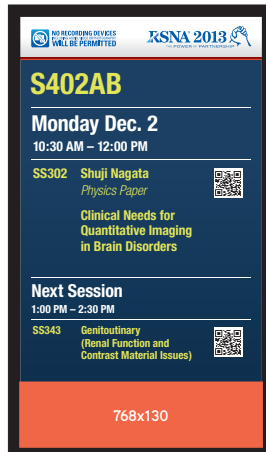 NO RECORDING DEVICES
WILL BE PERMITTED
RSNA 2013
THE POWER OF PARTNERSHIP
S402AB
Monday Dec. 2
10:30 AM – 12:00 PM
SS302 Shuji Nagata
Physics Paper
Clinical Needs for
Quantitative Imaging
in Brain Disorders
Next Session
1:00 PM – 2:30 PM
SS343 Genitoutinary
(Renal Function and
Contrast Material Issues)
768x130